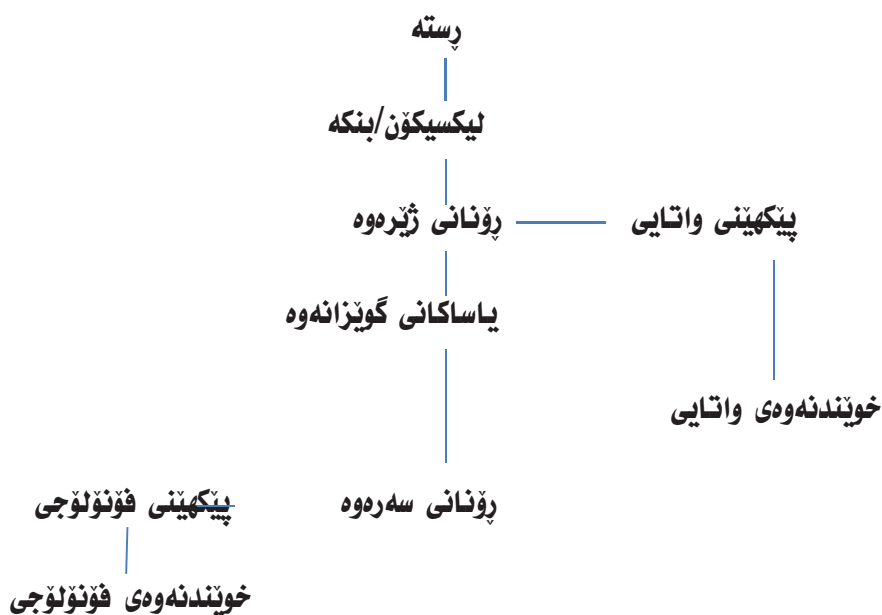 ڕستە
لیکسیکۆن/بنکە
پێکهێنی واتایی
ڕۆنانی ژێرەوە
یاساکانی گوێزانەوە
خوێندنەوەی واتایی
ڕۆنانی سەرەوە
پێکهێنی فۆنۆلۆجی
خوێندنەوەی فۆنۆلۆجی